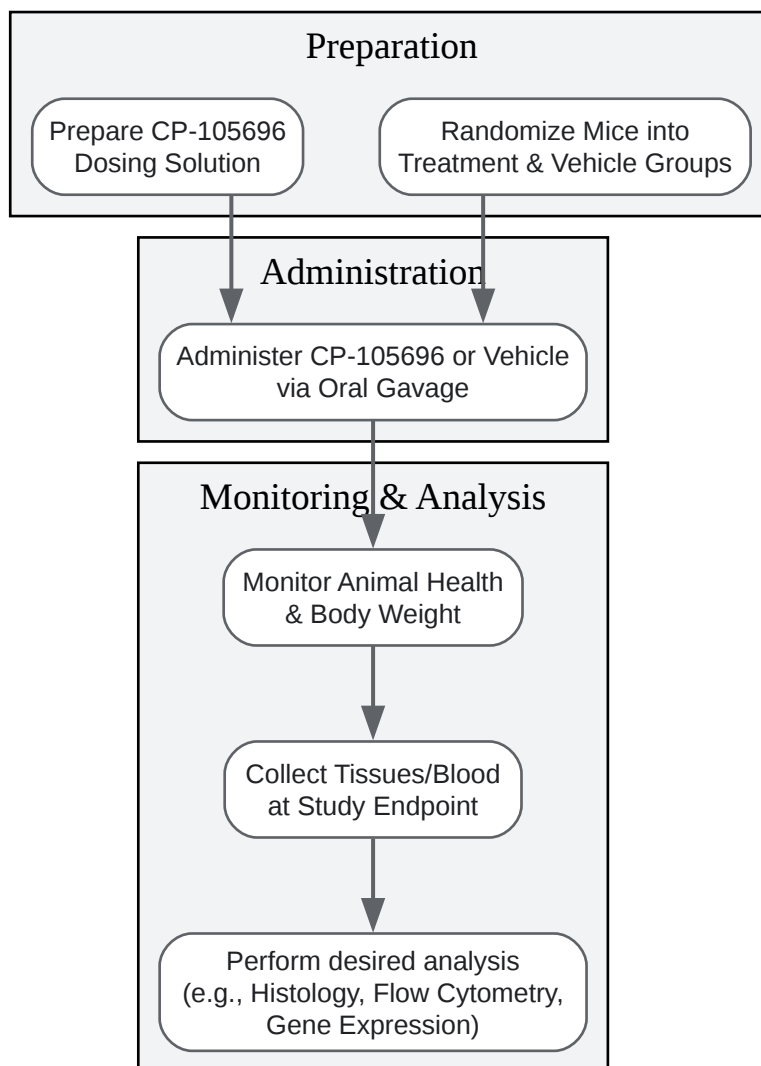 Preparation
Prepare CP-105696
Dosing Solution
Randomize Mice into
Treatment & Vehicle Groups
Administration
Administer CP-105696 or Vehicle
via Oral Gavage
Monitoring & Analysis
Monitor Animal Health
& Body Weight
Collect Tissues/Blood
at Study Endpoint
Perform desired analysis
(e.g., Histology, Flow Cytometry,
Gene Expression)